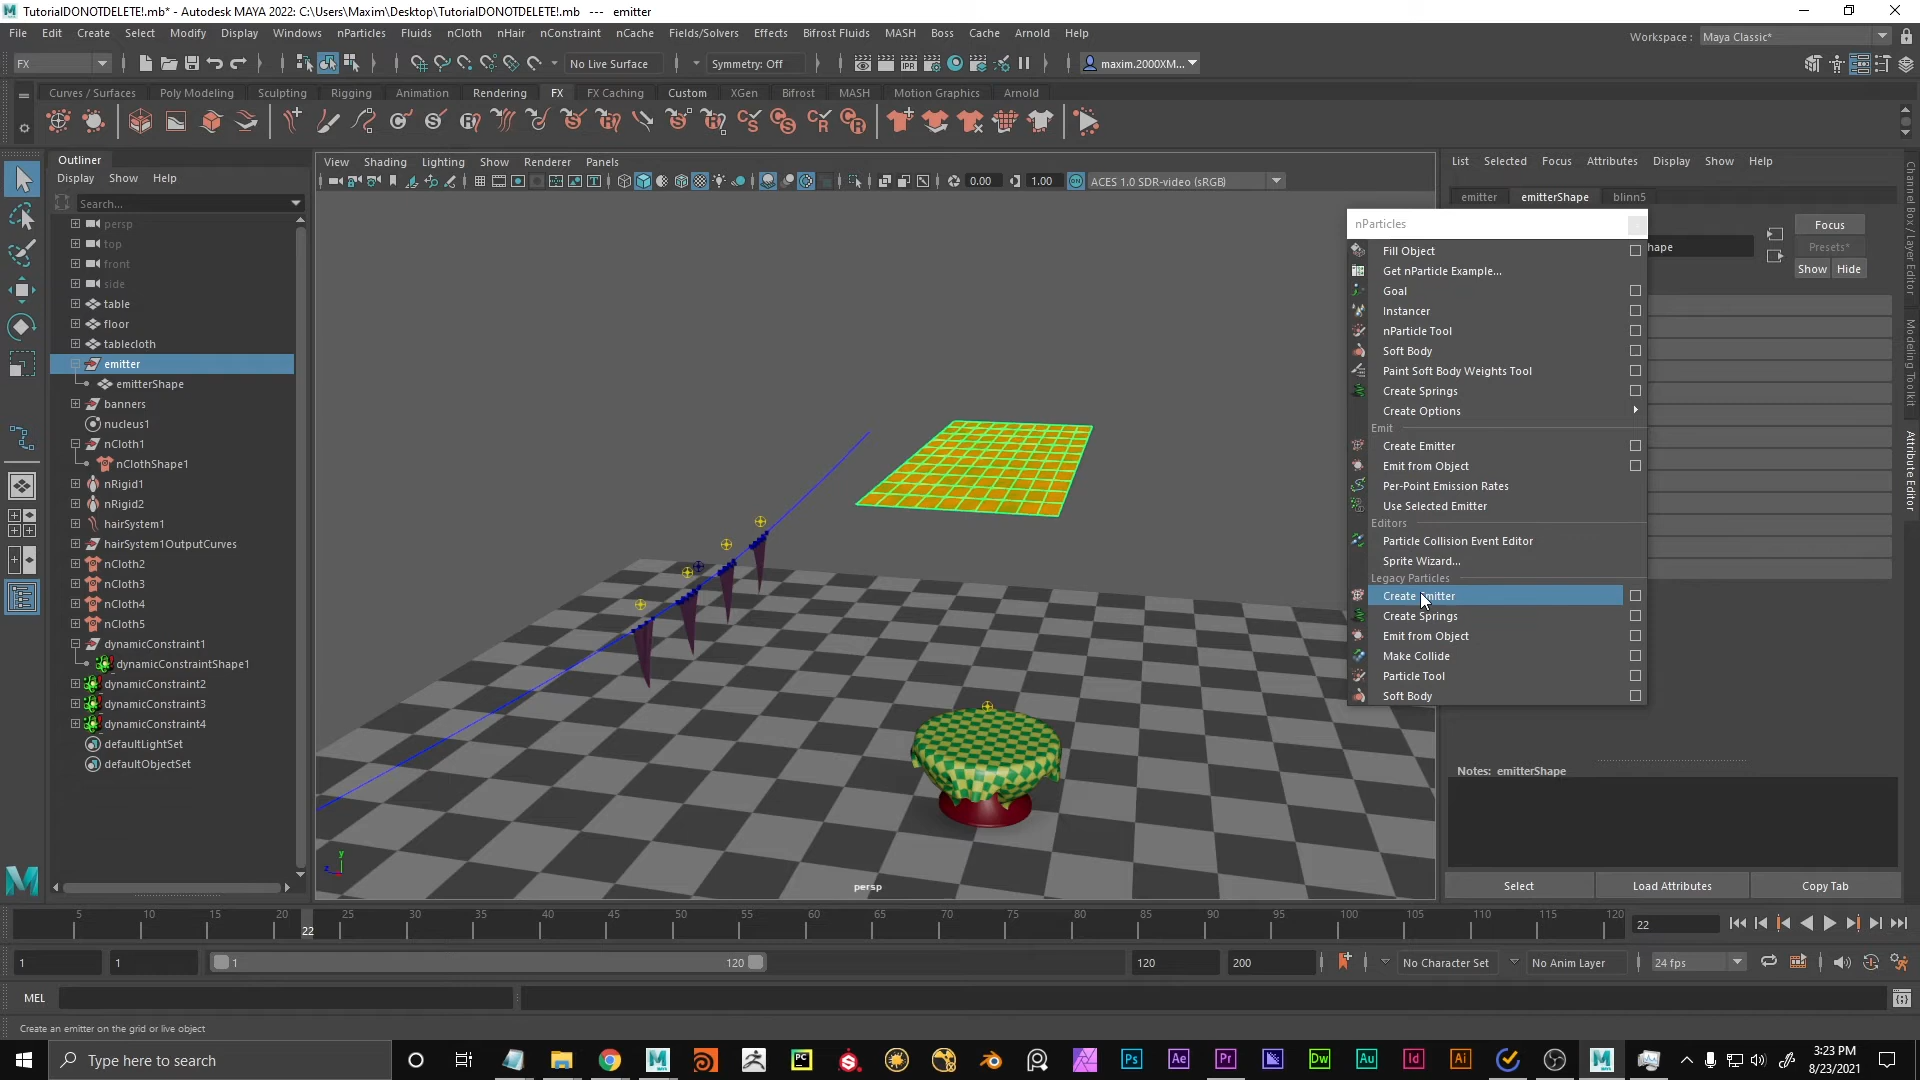 TutorialDONOTDELETE!.mb* - Autodesk MAYA 2022: C:\Users\Maxim\Desktop\TutorialDONOTDELETE!.mb --- emitter
File Edit Create Select Modify Display Windows nParticles Fluids nCloth nHair nConstraint nCache Fields/Solvers Effects Bifrost Fluids MASH Boss Cache Arnold Help
Workspace : Maya Classic*
FX No Live Surface Symmetry: Off maxim.2000XM...
Curves / Surfaces Poly Modeling Sculpting Rigging Animation Rendering FX FX Caching Custom XGen Bifrost MASH Motion Graphics Arnold
Outliner
Display Show Help
Search...
persp
top
front
side
table
floor
tablecloth
emitter
emitterShape
banners
nucleus1
nCloth1
nClothShape1
nRigid1
nRigid2
hairSystem1
hairSystem1OutputCurves
nCloth2
nCloth3
nCloth4
nCloth5
dynamicConstraint1
dynamicConstraintShape1
dynamicConstraint2
dynamicConstraint3
dynamicConstraint4
defaultLightSet
defaultObjectSet
View Shading Lighting Show Renderer Panels
0.00 1.00 ACES 1.0 SDR-video (sRGB)
persp
List Selected Focus Attributes Display Show Help
emitter emitterShape blinn5
hape
Focus
Presets*
Show Hide
nParticles
Fill Object
Get nParticle Example...
Goal
Instancer
nParticle Tool
Soft Body
Paint Soft Body Weights Tool
Create Springs
Create Options
Emit
Create Emitter
Emit from Object
Per-Point Emission Rates
Use Selected Emitter
Editors
Particle Collision Event Editor
Sprite Wizard...
Legacy Particles
Create Emitter
Create Springs
Emit from Object
Make Collide
Particle Tool
Soft Body
Notes: emitterShape
Select Load Attributes Copy Tab
Channel Box / Layer Editor
Modeling Toolkit
Attribute Editor
5 10 15 20 25 30 35 40 45 50 55 60 65 70 75 80 85 90 95 100 105 110 115 120
22
22
1 1 1 120 120 200 No Character Set No Anim Layer 24 fps
MEL
Create an emitter on the grid or live object
Type here to search
3:23 PM
8/23/2021